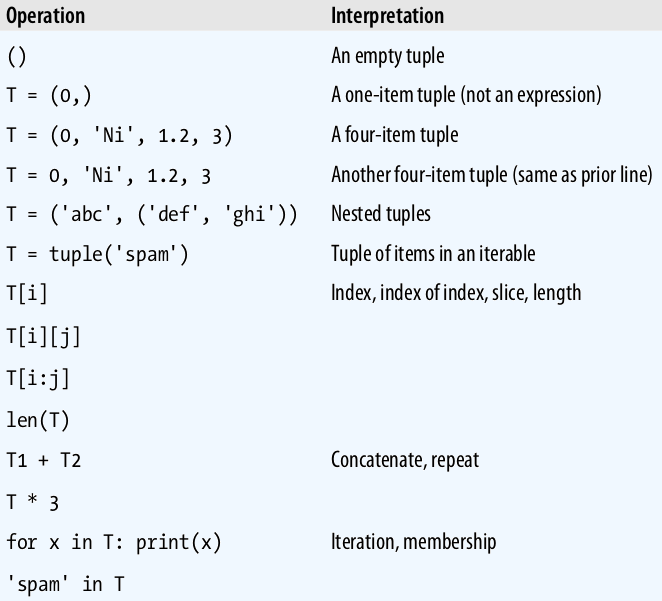 Operation Interpretation
() An empty tuple
T = (0,) A one-item tuple (not an expression)
T = (0, 'Ni', 1.2, 3) A four-item tuple
T = 0, 'Ni', 1.2, 3 Another four-item tuple (same as prior line)
T = ('abc', ('def', 'ghi')) Nested tuples
T = tuple('spam') Tuple of items in an iterable
T[i] Index, index of index, slice, length
T[i][j]
T[i:j]
len(T)
T1 + T2 Concatenate, repeat
T * 3
for x in T: print(x) Iteration, membership
'spam' in T